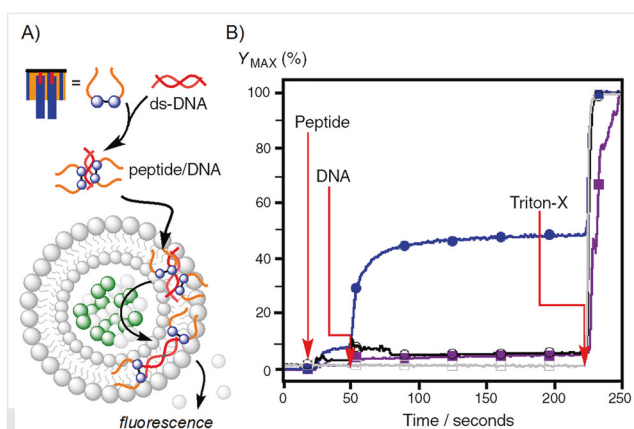 A)
=
ds-DNA
peptide/DNA
fluorescence
B)
Y MAX (%)
100
80
60
40
20
0
Peptide
DNA
Triton-X
0 50 100 150 200 250
Time / seconds